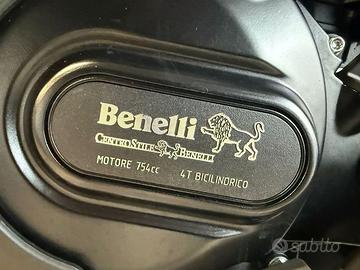 Benelli
CENTRO STILE BENELLI
MOTORE 754cc 4T BICILINDRICO
subito